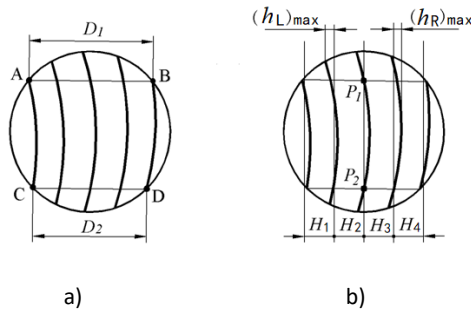 D1
A
B
C
D
D2
a)
(hL)max
(hR)max
P1
P2
H1 H2 H3 H4
b)